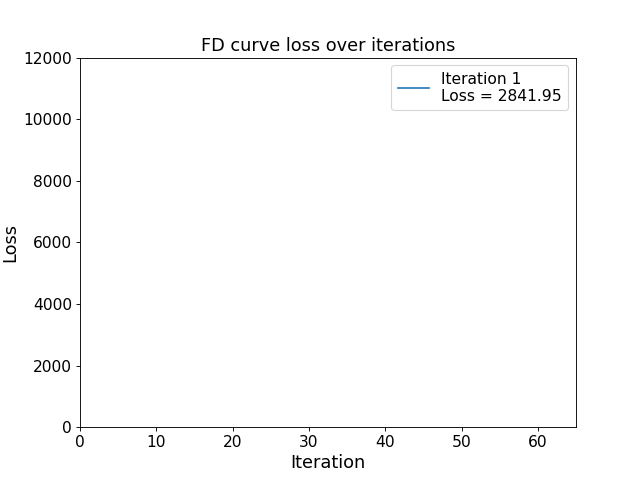 FD curve loss over iterations
12000
10000
8000
6000
4000
2000
0
Loss
Iteration 1
Loss = 2841.95
0 10 20 30 40 50 60
Iteration